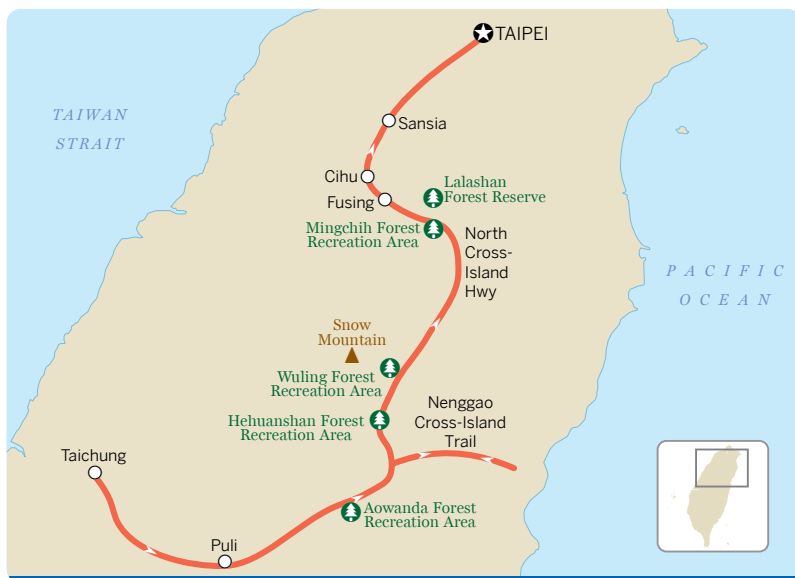 TAIPEI
TAIWAN
STRAIT
Sansia
Cihu
Lalashan
Forest Reserve
Fusing
Mingchih Forest
Recreation Area
North
Cross-
Island
Hwy
PACIFIC
OCEAN
Snow
Mountain
Wuling Forest
Recreation Area
Nenggao
Cross-Island
Trail
Hehuanshan Forest
Recreation Area
Taichung
Aowanda Forest
Recreation Area
Puli